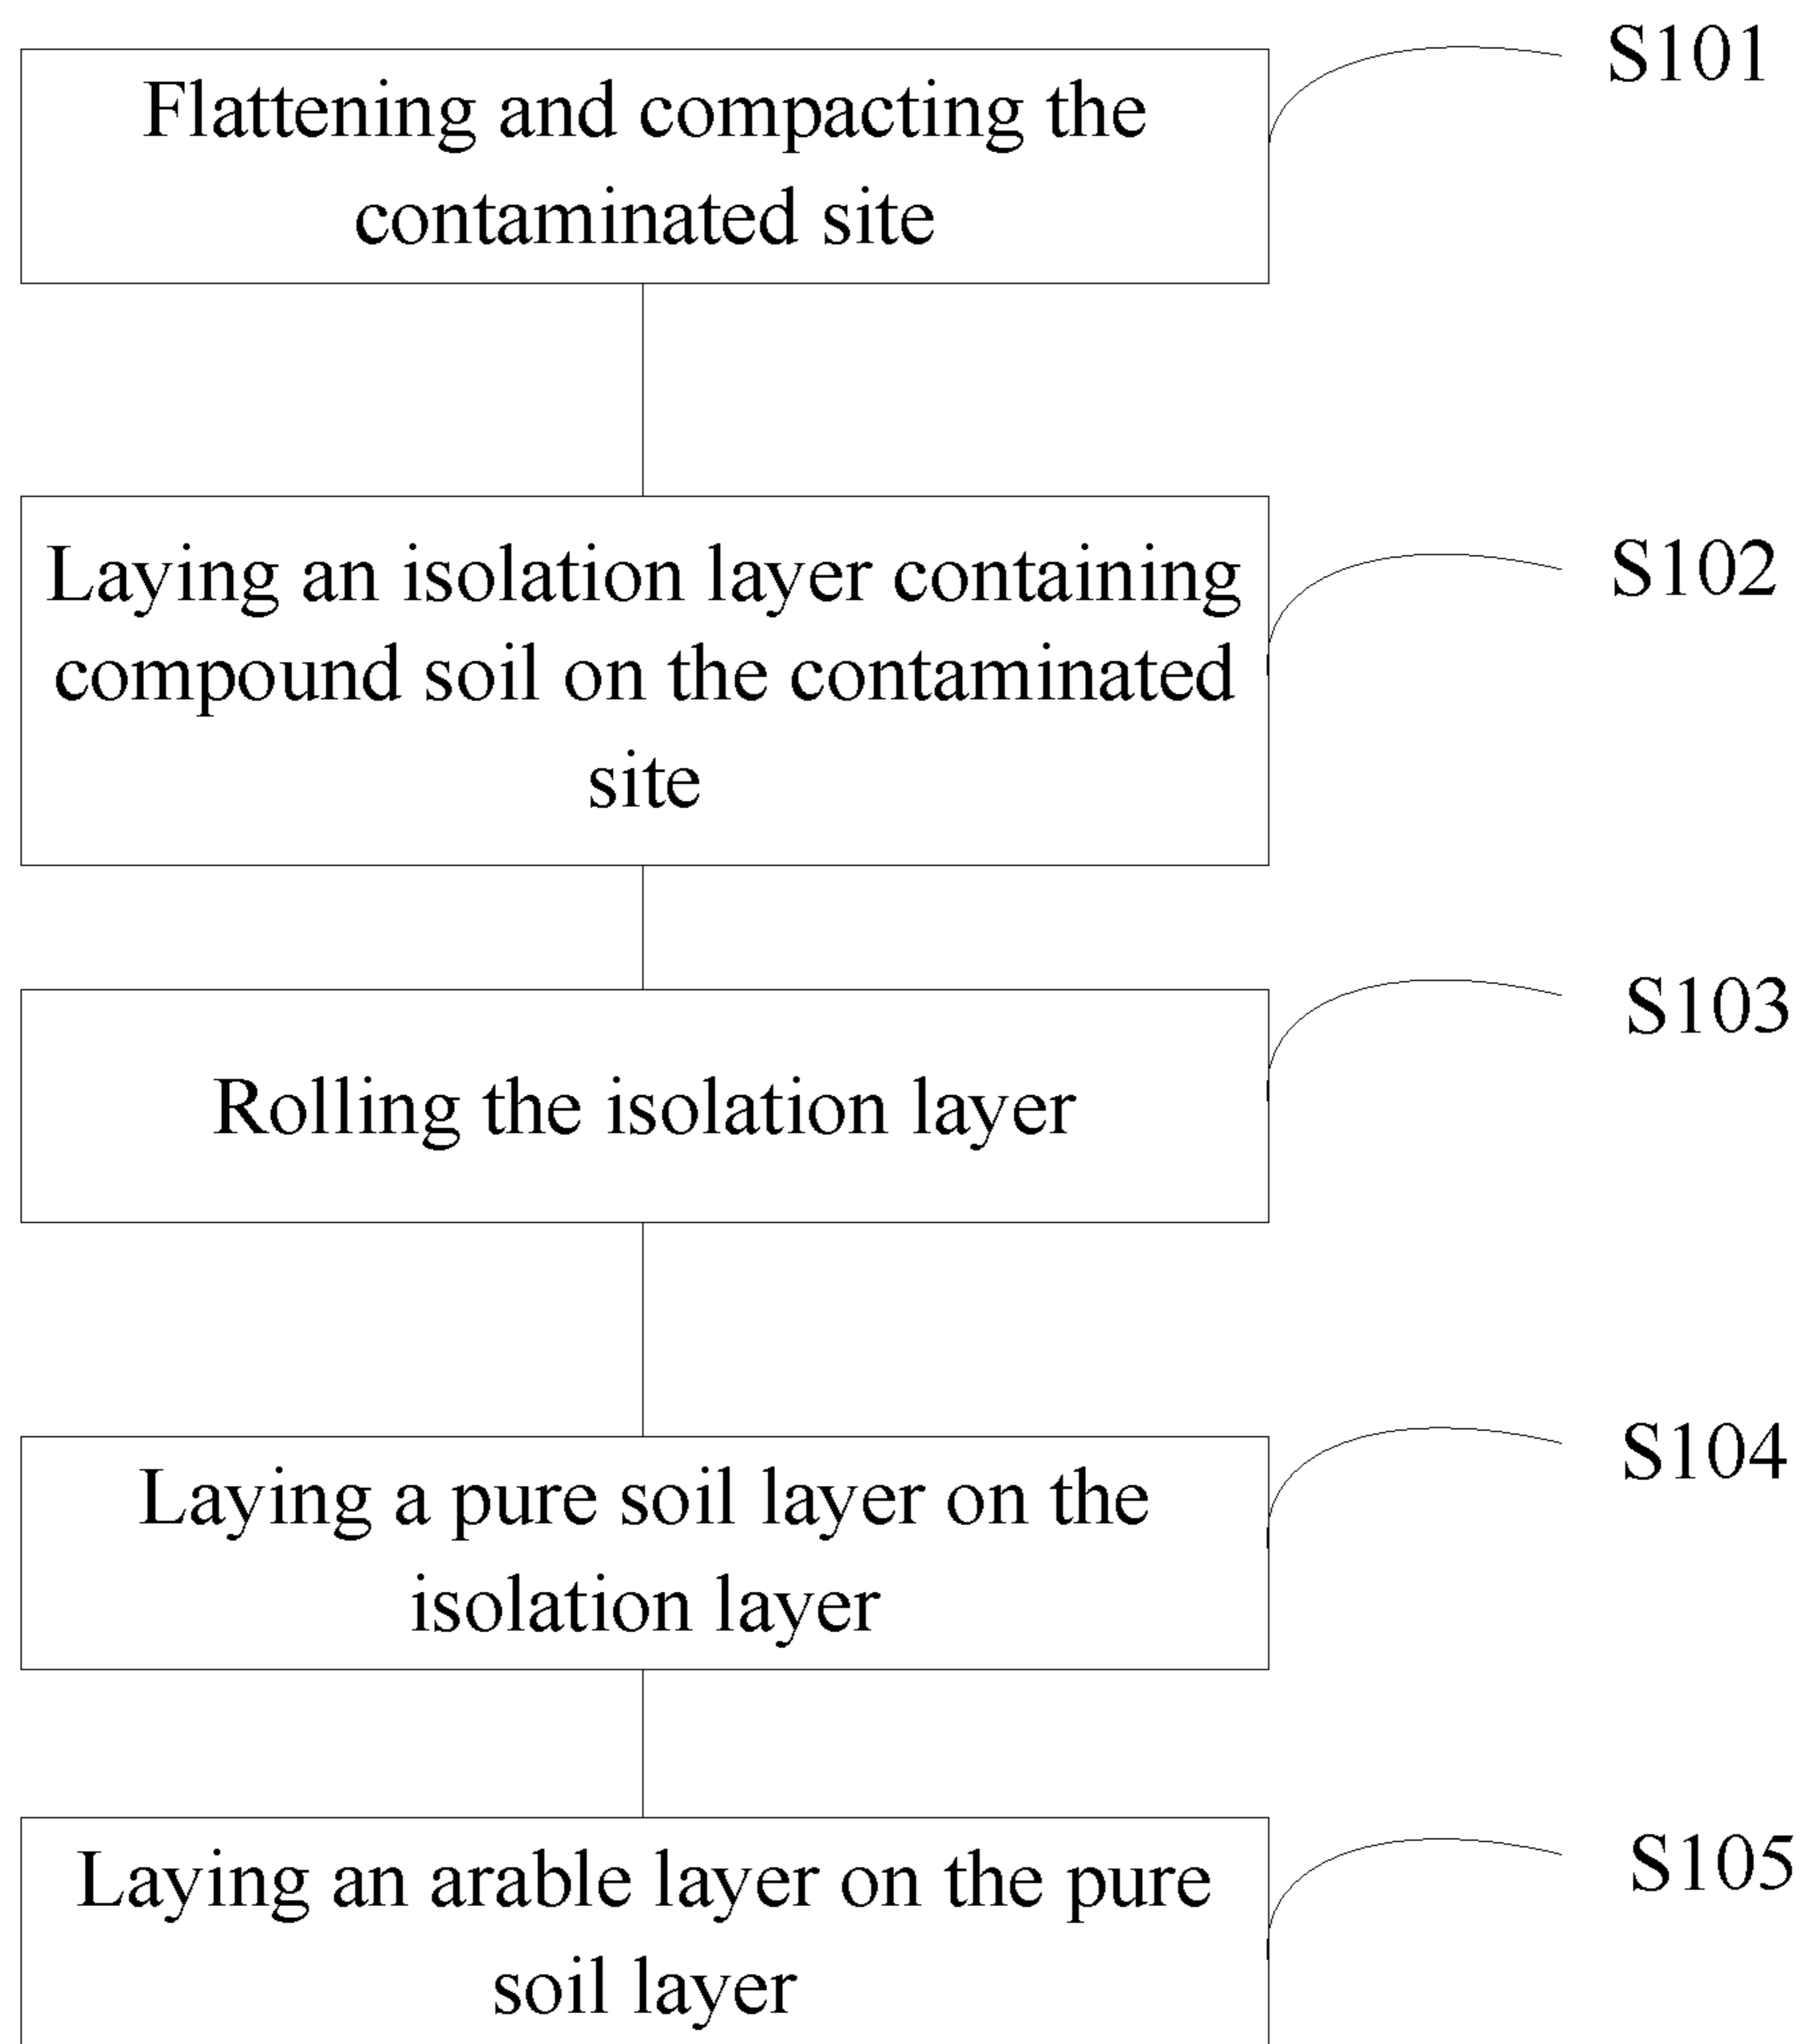 Flattening and compacting the
contaminated site
S101
Laying an isolation layer containing
compound soil on the contaminated
site
S102
Rolling the isolation layer
S103
Laying a pure soil layer on the
isolation layer
S104
Laying an arable layer on the pure
soil layer
S105